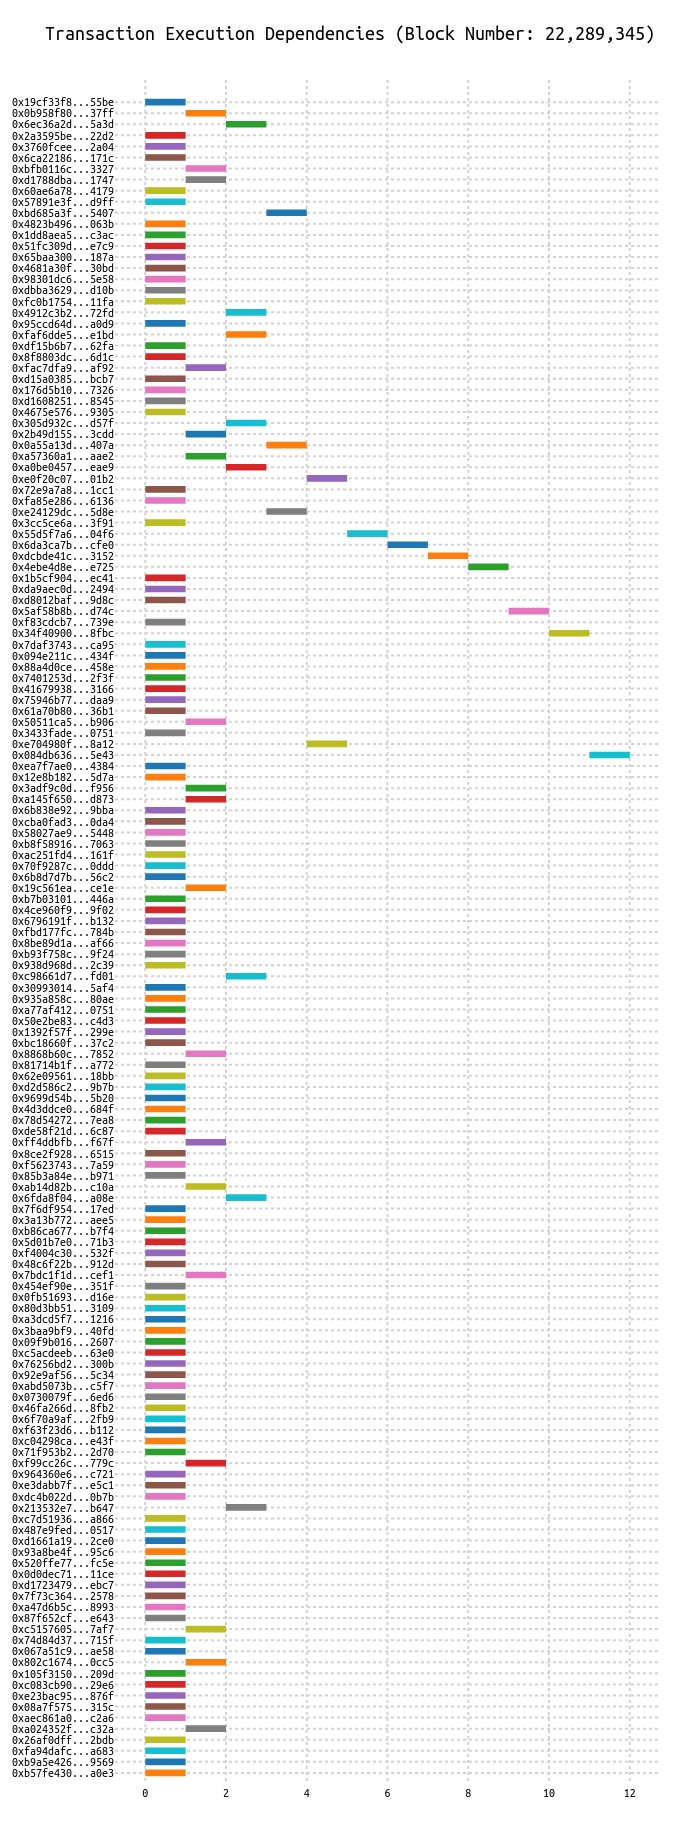 Transaction Execution Dependencies (Block Number: 22,289,345)
0x19cf33f8...55be
0x0b958f80...37ff
0x6ec36a2d...5a3d
0x2a3595be...22d2
0x3760fcee...2a04
0x6ca22186...171c
0xbfb0116c...3327
0xd1788dba...1747
0x60ae6a78...4179
0x57891e3f...d9ff
0xbd685a3f...5407
0x4823b496...063b
0x1dd8aea5...c3ac
0x51fc309d...e7c9
0x65baa300...187a
0x4681a30f...30bd
0x98301dc6...5e58
0xdbba3629...d10b
0xfc0b1754...11fa
0x4912c3b2...72fd
0x95ccd64d...a0d9
0xfaf6dde5...e1bd
0xdf15b6b7...62fa
0x8f8803dc...6d1c
0xfac7dfa9...af92
0xd15a0385...bcb7
0x176d5b10...7326
0xd1608251...8545
0x4675e576...9305
0x305d932c...d57f
0x2b49d155...3cdd
0x0a55a13d...407a
0xa57360a1...aae2
0xa0be0457...eae9
0xe0f20c07...01b2
0x72e9a7a8...1cc1
0xfa85e286...6136
0xe24129dc...5d8e
0x3cc5ce6a...3f91
0x55d5f7a6...04f6
0x6da3ca7b...cfe0
0xdcbde41c...3152
0x4ebe4d8e...e725
0x1b5cf904...ec41
0xda9aec0d...2494
0xd8012baf...9d8c
0x5af58b8b...d74c
0xf83cdcb7...739e
0x34f40900...8fbc
0x7daf3743...ca95
0x094e211c...434f
0x88a4d0ce...458e
0x7401253d...2f3f
0x41679938...3166
0x75946b77...daa9
0x61a70b80...36b1
0x50511ca5...b906
0x3433fade...0751
0xe704980f...8a12
0x084db636...5e43
0xea7f7ae0...4384
0x12e8b182...5d7a
0x3adf9c0d...f956
0xa145f650...d873
0x6b838e92...9bba
0xcba0fad3...0da4
0x58027ae9...5448
0xb8f58916...7063
0xac251fd4...161f
0x70f9287c...0ddd
0x6b8d7d7b...56c2
0x19c561ea...ce1e
0xb7b03101...446a
0x4ce960f9...9f02
0x6796191f...b132
0xfbd177fc...784b
0x8be89d1a...af66
0xb93f758c...9f24
0x938d968d...2c39
0xc98661d7...fd01
0x30993014...5af4
0x935a858c...80ae
0xa77af412...0751
0x50e2be83...c4d3
0x1392f57f...299e
0xbc18660f...37c2
0x8868b60c...7852
0x81714b1f...a772
0x62e09561...18bb
0xd2d586c2...9b7b
0x9699d54b...5b20
0x4d3ddce0...684f
0x78d54272...7ea8
0xde58f21d...6c87
0xff4ddbfb...f67f
0x8ce2f928...6515
0xf5623743...7a59
0x85b3a84e...b971
0xab14d82b...c10a
0x6fda8f04...a08e
0x7f6df954...17ed
0x3a13b772...aee5
0xb86ca677...b7f4
0x5d01b7e0...71b3
0xf4004c30...532f
0x48c6f22b...912d
0x7bdc1f1d...cef1
0x454ef90e...351f
0x0fb51693...d16e
0x80d3bb51...3109
0xa3dcd5f7...1216
0x3baa9bf9...40fd
0x09f9b016...2607
0xc5acdeeb...63e0
0x76256bd2...300b
0x92e9af56...5c34
0xabd5073b...c5f7
0x0730079f...6ed6
0x46fa266d...8fb2
0x6f70a9af...2fb9
0xf63f23d6...b112
0xc04298ca...e43f
0x71f953b2...2d70
0xf99cc26c...779c
0x964360e6...c721
0xe3dabb7f...e5c1
0xdc4b022d...0b7b
0x213532e7...b647
0xc7d51936...a866
0x487e9fed...0517
0xd1661a19...2ce0
0x93a8be4f...95c6
0x520ffe77...fc5e
0x0d0dec71...11ce
0xd1723479...ebc7
0x7f73c364...2578
0xa47d6b5c...8993
0x87f652cf...e643
0xc5157605...7af7
0x74d84d37...715f
0x067a51c9...ae58
0x802c1674...0cc5
0x105f3150...209d
0xc083cb90...29e6
0xe23bac95...876f
0x08a7f575...315c
0xaec861a0...c2a6
0xa024352f...c32a
0x26af0dff...2bdb
0xfa94dafc...a683
0xb9a5e426...9569
0xb57fe430...a0e3
0 2 4 6 8 10 12